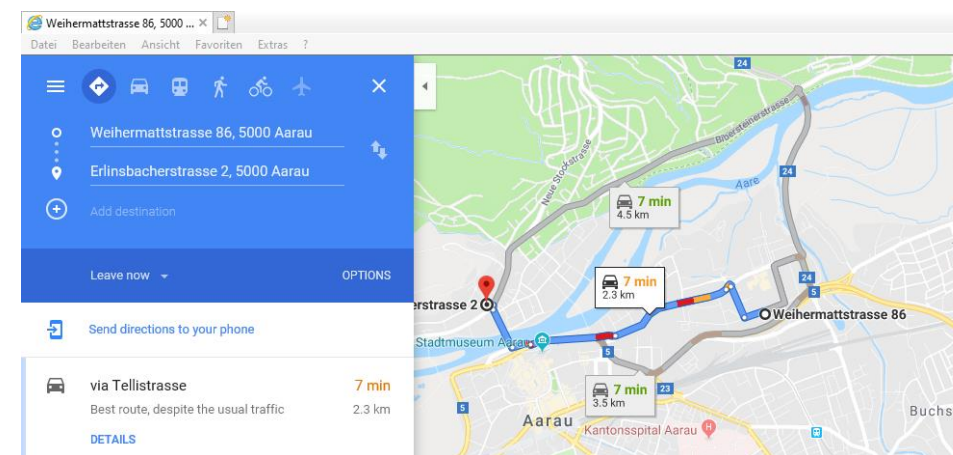 Weihermattstrasse 86, 5000 ...
Datei Bearbeiten Ansicht Favoriten Extras ?
Weihermattstrasse 86, 5000 Aarau
Erlinsbacherstrasse 2, 5000 Aarau
Add destination
Leave now
OPTIONS
Send directions to your phone
via Tellistrasse
7 min
Best route, despite the usual traffic
2.3 km
DETAILS
24
Bibersteinerstrasse
Neue Stockstrasse
24
Aare
7 min
4.5 km
7 min
2.3 km
24
5
erstrasse 2
Weihermattstrasse 86
Stadtmuseum Aarau
5
7 min
3.5 km
23
5
Aarau
Buchs
Kantonsspital Aarau
H